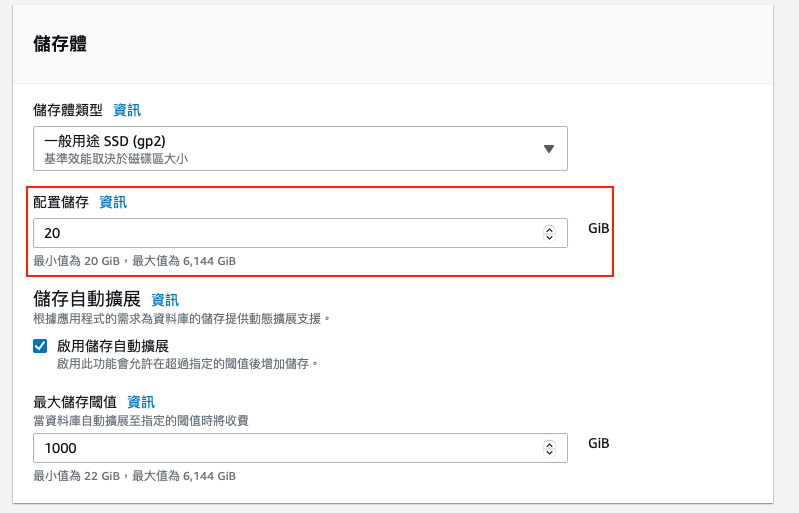 儲存體
儲存體類型 資訊
一般用途 SSD (gp2)
基準效能取決於磁碟區大小
配置儲存 資訊
20 GiB
最小值為 20 GiB，最大值為 6,144 GiB
儲存自動擴展 資訊
根據應用程式的需求為資料庫的儲存提供動態擴展支援。
啟用儲存自動擴展
啟用此功能會允許在超過指定的閾值後增加儲存。
最大儲存閾值 資訊
當資料庫自動擴展至指定的閾值時將收費
1000 GiB
最小值為 22 GiB，最大值為 6,144 GiB